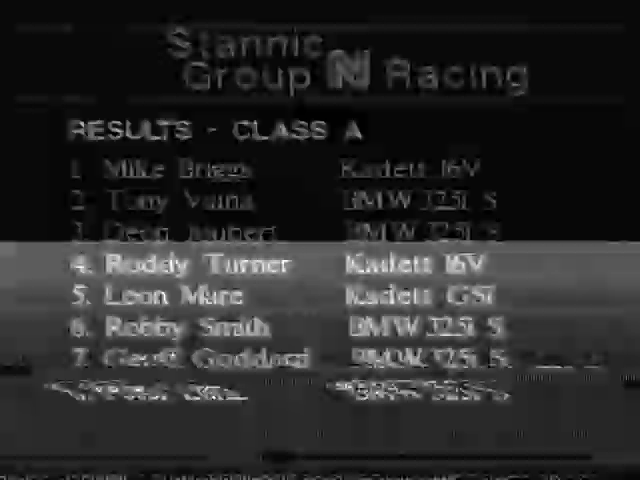 Stannic
Group N Racing
RESULTS - CLASS A
1. Mike Briggs Kadett 16V
2. Tony Viana BMW 325i S
3. Deon Joubert BMW 325i S
4. Roddy Turner Kadett 16V
5. Leon Mare Kadett GSi
6. Robby Smith BMW 325i S
7. Geoff Goddard BMW 325i S